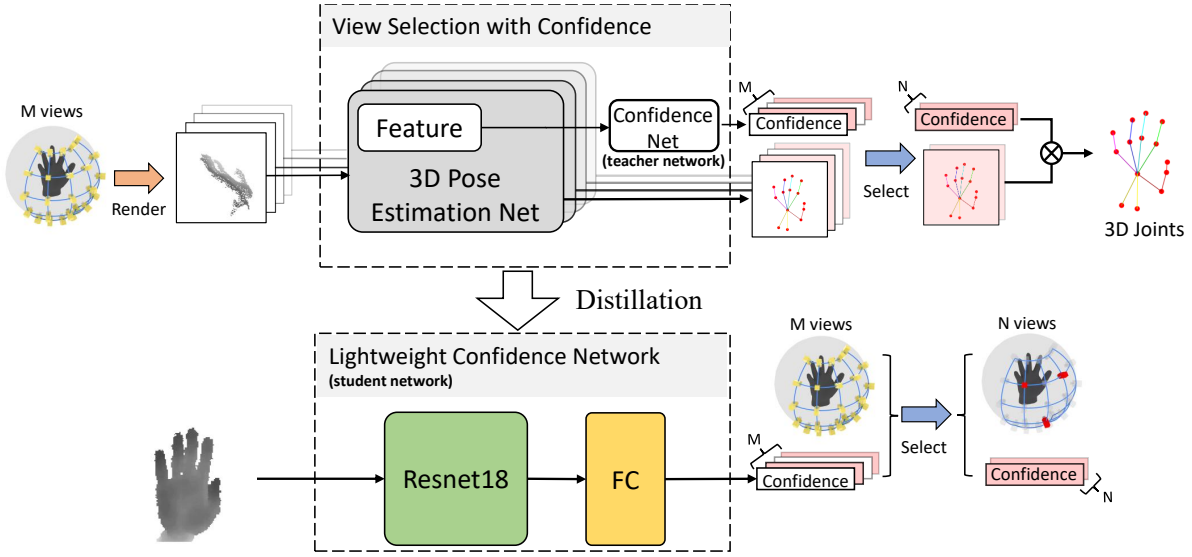 View Selection with Confidence
M views
Render
Feature
3D Pose
Estimation Net
Confidence
Net
(teacher network)
M
Confidence
Select
N
Confidence
3D Joints
Distillation
Lightweight Confidence Network
(student network)
Resnet18
FC
M views
M
Confidence
Select
N views
Confidence
N